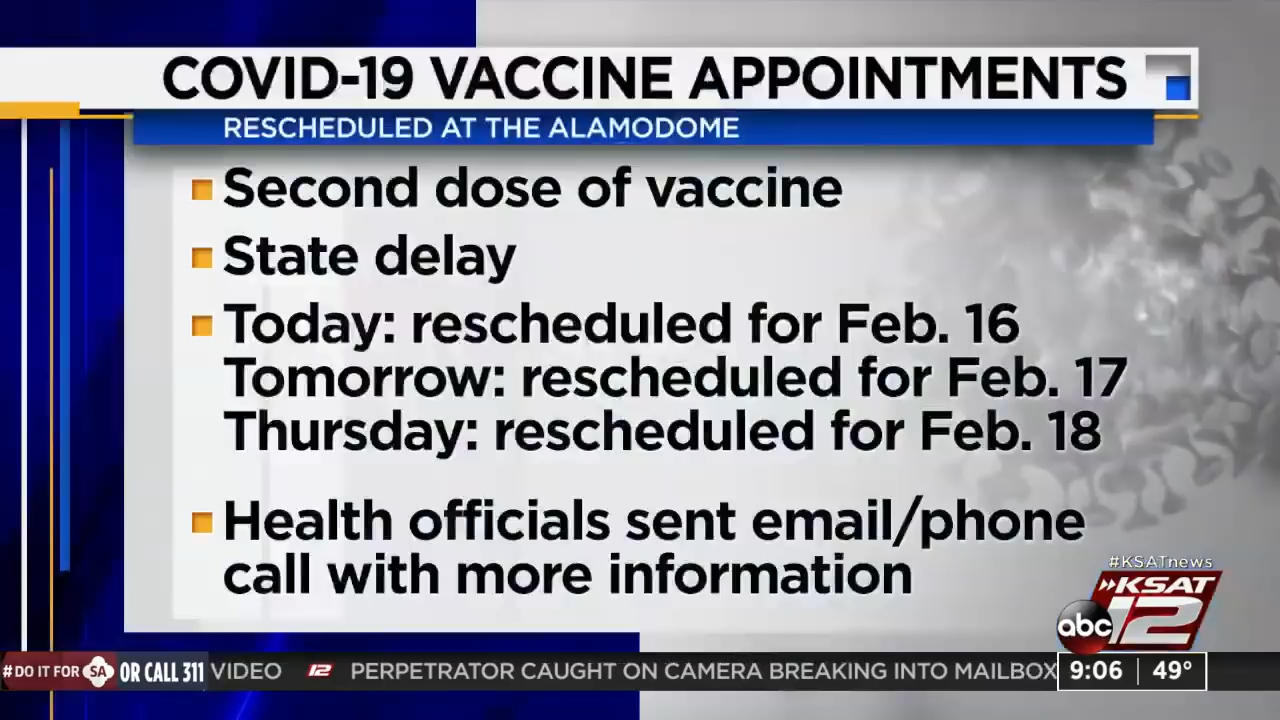 COVID-19 VACCINE APPOINTMENTS
RESCHEDULED AT THE ALAMODOME
Second dose of vaccine
State delay
Today: rescheduled for Feb. 16
Tomorrow: rescheduled for Feb. 17
Thursday: rescheduled for Feb. 18
Health officials sent email/phone
call with more information
#KSATnews
KSAT
abc 12
#DO IT FOR SA OR CALL 311 VIDEO 12 PERPETRATOR CAUGHT ON CAMERA BREAKING INTO MAILBOX 9:06 49°